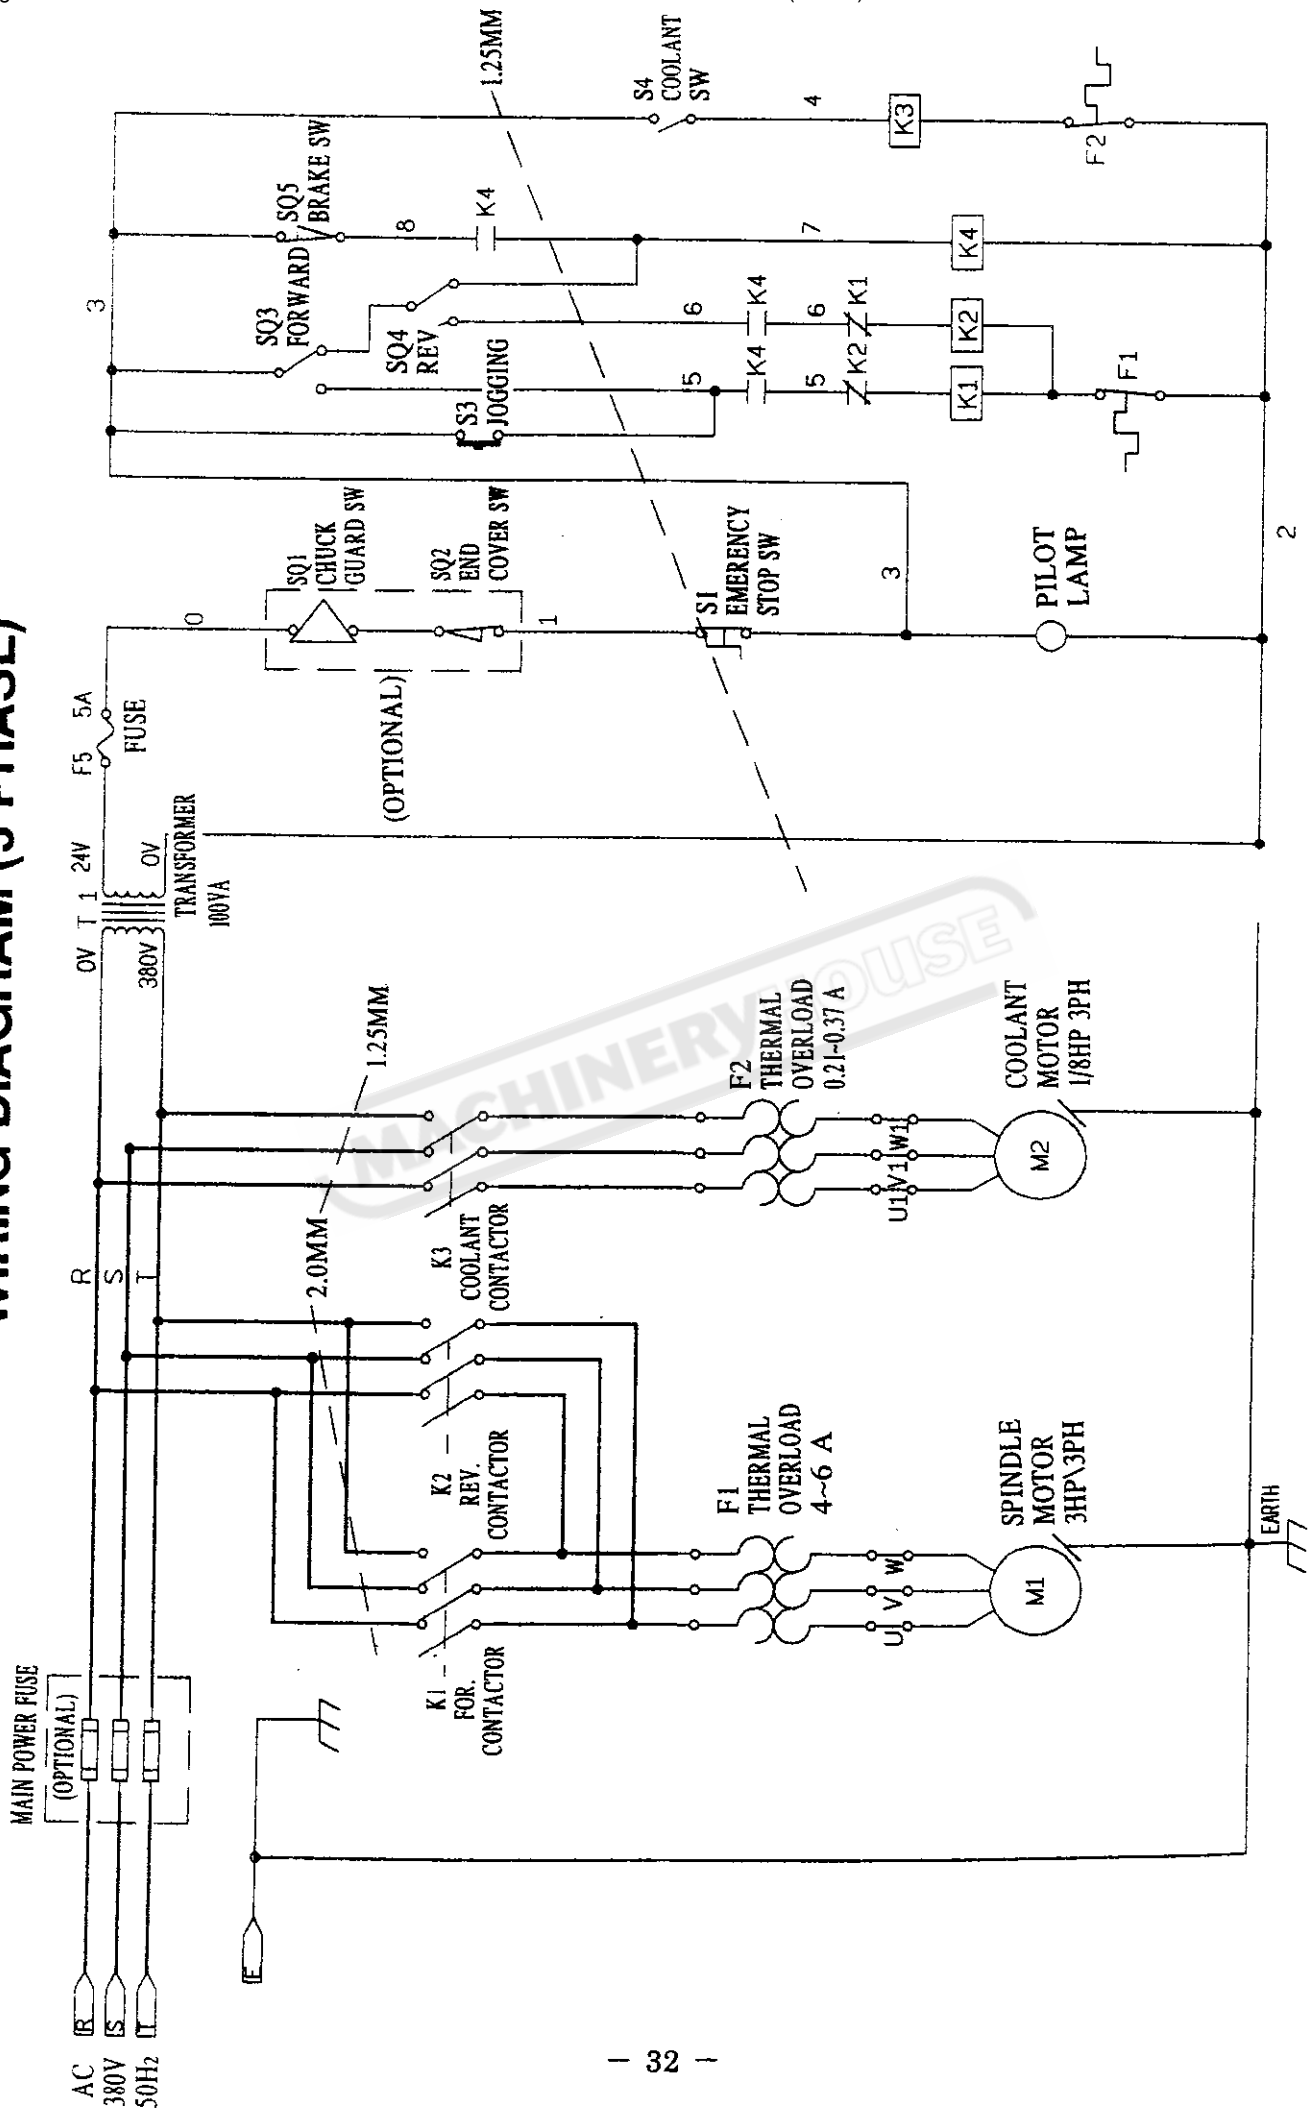 WIRING DIAGRAM (3 PHASE)
AC
380V
50Hz
R
S
T
E
MAIN POWER FUSE
(OPTIONAL)
R
S
T
0V
380V
T 1
24V
0V
TRANSFORMER
100VA
F5
5A
FUSE
0
SQ1
CHUCK
GUARD SW
SQ2
END
COVER SW
(OPTIONAL)
1
S1
EMERENCY
STOP SW
3
PILOT
LAMP
2
3
S3
JOGGING
SQ3
FORWARD
SQ4
REV
SQ5
BRAKE SW
8
K4
7
K4
6
K4
6
K1
K2
5
K4
5
K2
K1
F1
1.25MM
S4
COOLANT
SW
4
K3
F2
2.0MM
1.25MM
K1
FOR.
CONTACTOR
K2
REV.
CONTACTOR
K3
COOLANT
CONTACTOR
F1
THERMAL
OVERLOAD
4~6 A
F2
THERMAL
OVERLOAD
0.21~0.37 A
U
V
W
U1
V1
W1
M1
SPINDLE
MOTOR
3HP\3PH
M2
COOLANT
MOTOR
1/8HP 3PH
EARTH
MACHINERYHOUSE
— 32 —